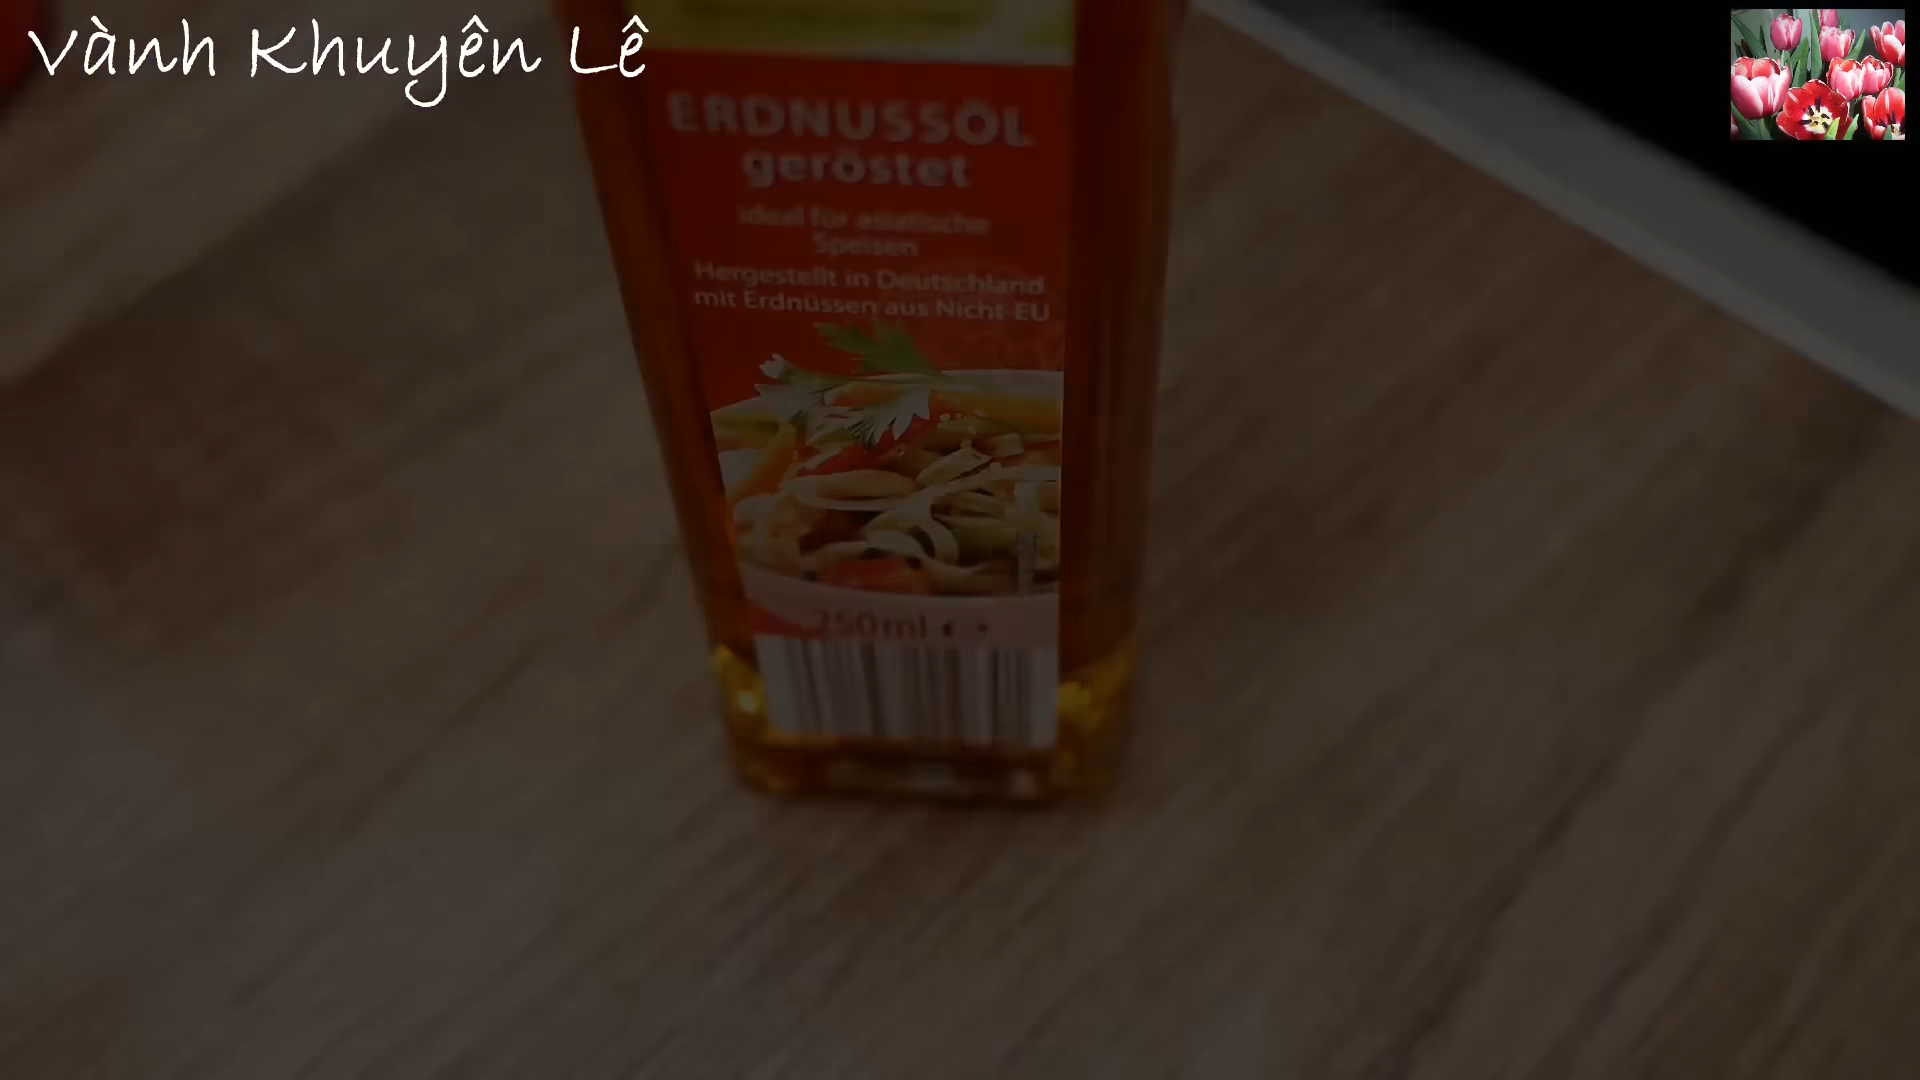 Vành Khuyên Lê
ERDNUSSÖL
geröstet
ideal für asiatische
Speisen
Hergestellt in Deutschland
mit Erdnüssen aus Nicht-EU
250ml